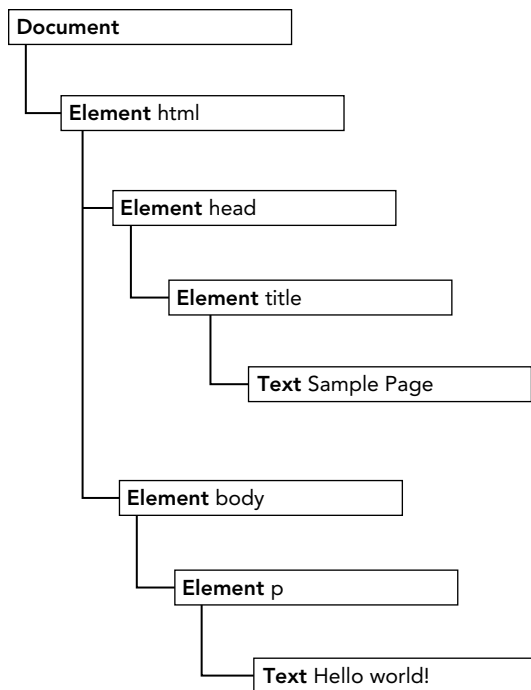 Document
Element html
Element head
Element title
Text Sample Page
Element body
Element p
Text Hello world!